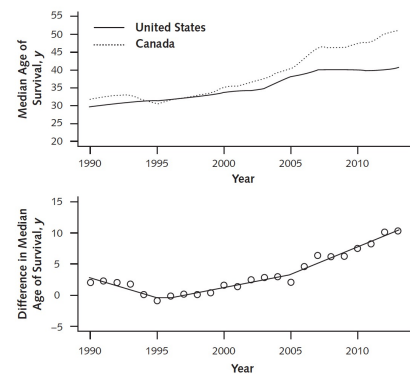 55
50
45
40
35
30
25
20
Median Age of
Survival, y
United States
Canada
1990 1995 2000 2005 2010
Year
15
10
5
0
–5
Difference in Median
Age of Survival, y
1990 1995 2000 2005 2010
Year